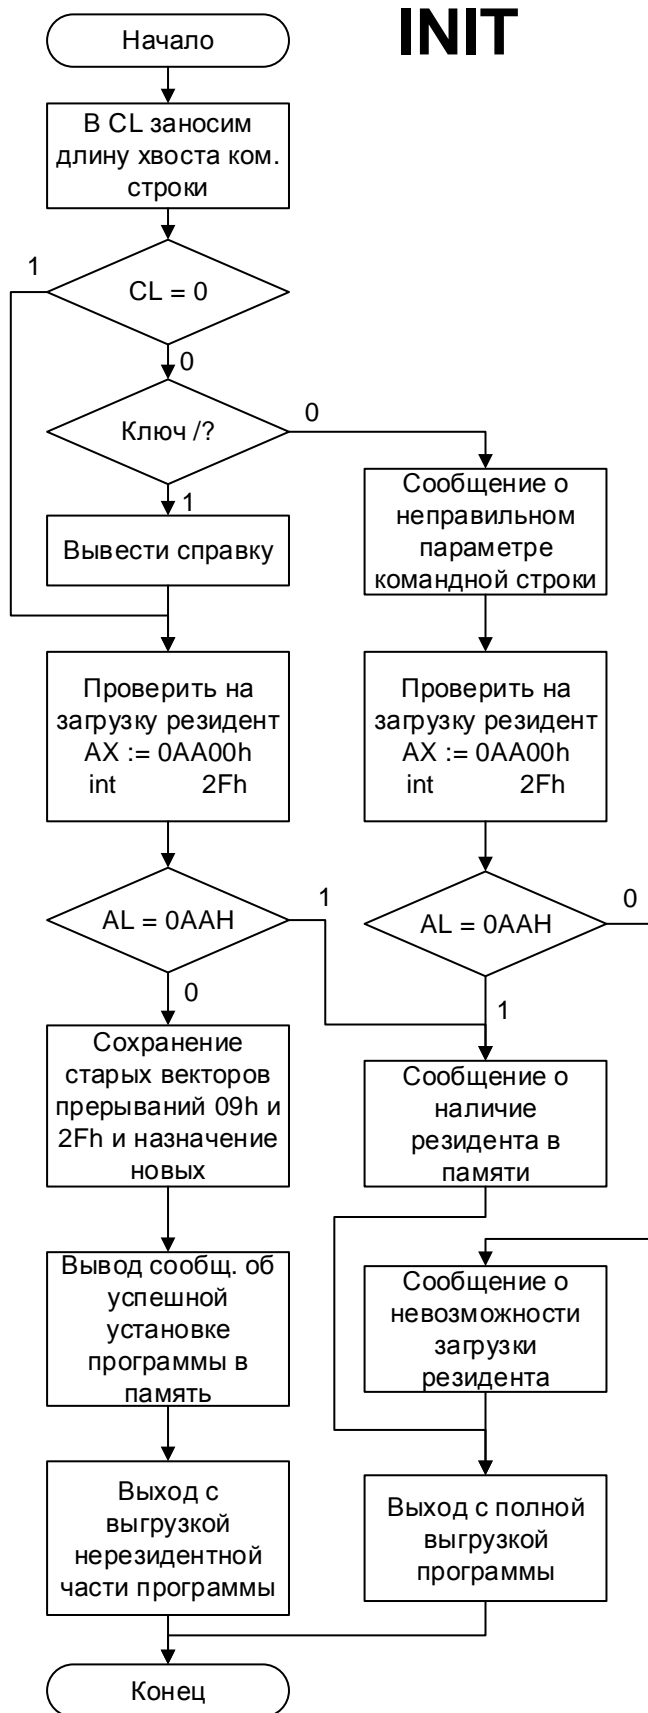 INIT
Начало
В CL заносим
длину хвоста ком.
строки
1
CL = 0
0
Ключ /?
0
1
Вывести справку
Сообщение о
неправильном
параметре
командной строки
Проверить на
загрузку резидент
AX := 0AA00h
int 2Fh
Проверить на
загрузку резидент
AX := 0AA00h
int 2Fh
AL = 0AAH
1
0
AL = 0AAH
0
1
Сохранение
старых векторов
прерываний 09h и
2Fh и назначение
новых
Сообщение о
наличие
резидента в
памяти
Вывод сообщ. об
успешной
установке
программы в
память
Сообщение о
невозможности
загрузки
резидента
Выход с
выгрузкой
нерезидентной
части программы
Выход с полной
выгрузкой
программы
Конец